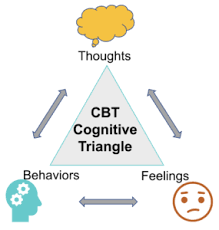 Thoughts
CBT
Cognitive
Triangle
Behaviors
Feelings